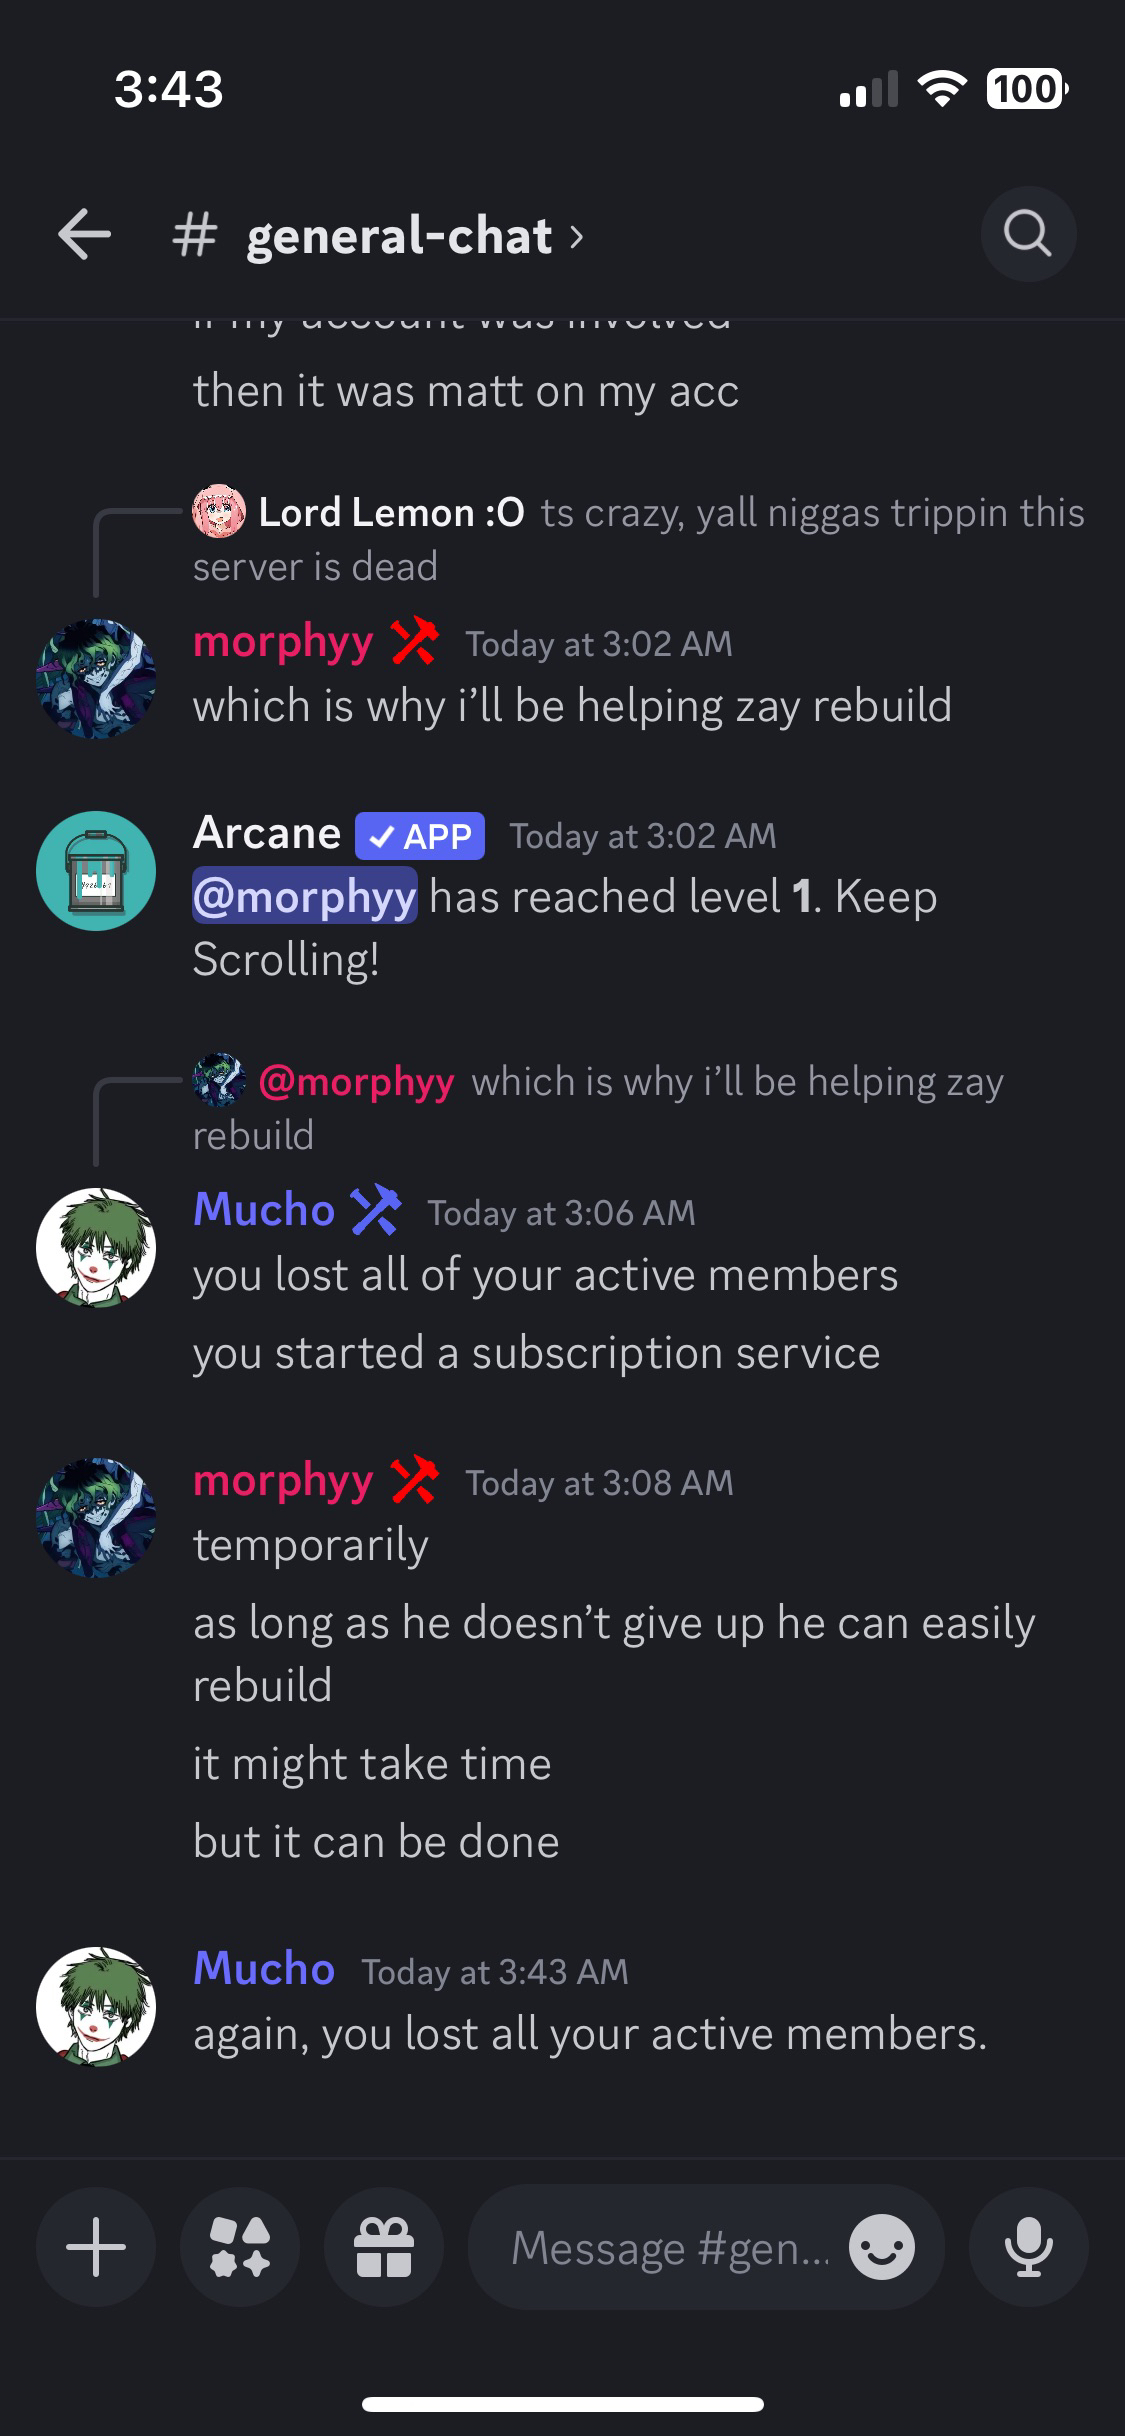 3:43
100
# general-chat ›
if my account was involved
then it was matt on my acc
Lord Lemon :O ts crazy, yall niggas trippin this
server is dead
morphyy Today at 3:02 AM
which is why i’ll be helping zay rebuild
Arcane ✓ APP Today at 3:02 AM
@morphyy has reached level 1. Keep
Scrolling!
@morphyy which is why i’ll be helping zay
rebuild
Mucho Today at 3:06 AM
you lost all of your active members
you started a subscription service
morphyy Today at 3:08 AM
temporarily
as long as he doesn’t give up he can easily
rebuild
it might take time
but it can be done
Mucho Today at 3:43 AM
again, you lost all your active members.
Message #gen...